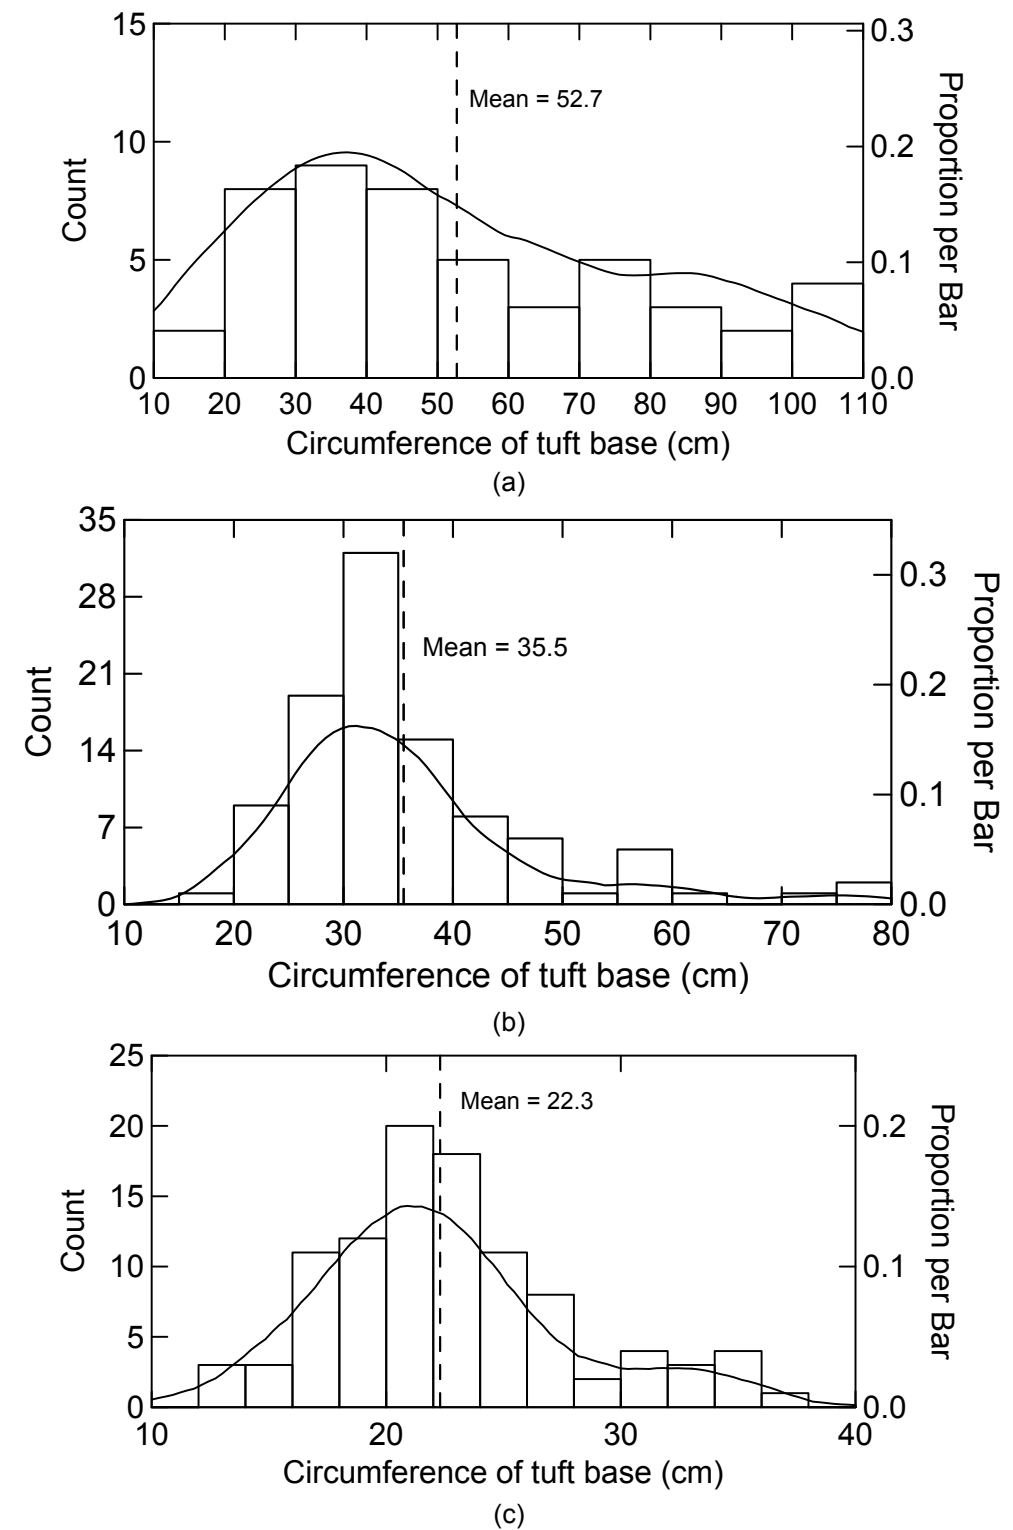 15
10
5
0
Count
0.3
0.2
0.1
0.0
Proportion per Bar
Mean = 52.7
10 20 30 40 50 60 70 80 90 100 110
Circumference of tuft base (cm)
(a)
35
28
21
14
7
0
Count
0.3
0.2
0.1
0.0
Proportion per Bar
Mean = 35.5
10 20 30 40 50 60 70 80
Circumference of tuft base (cm)
(b)
25
20
15
10
5
0
Count
0.2
0.1
0.0
Proportion per Bar
Mean = 22.3
10 20 30 40
Circumference of tuft base (cm)
(c)